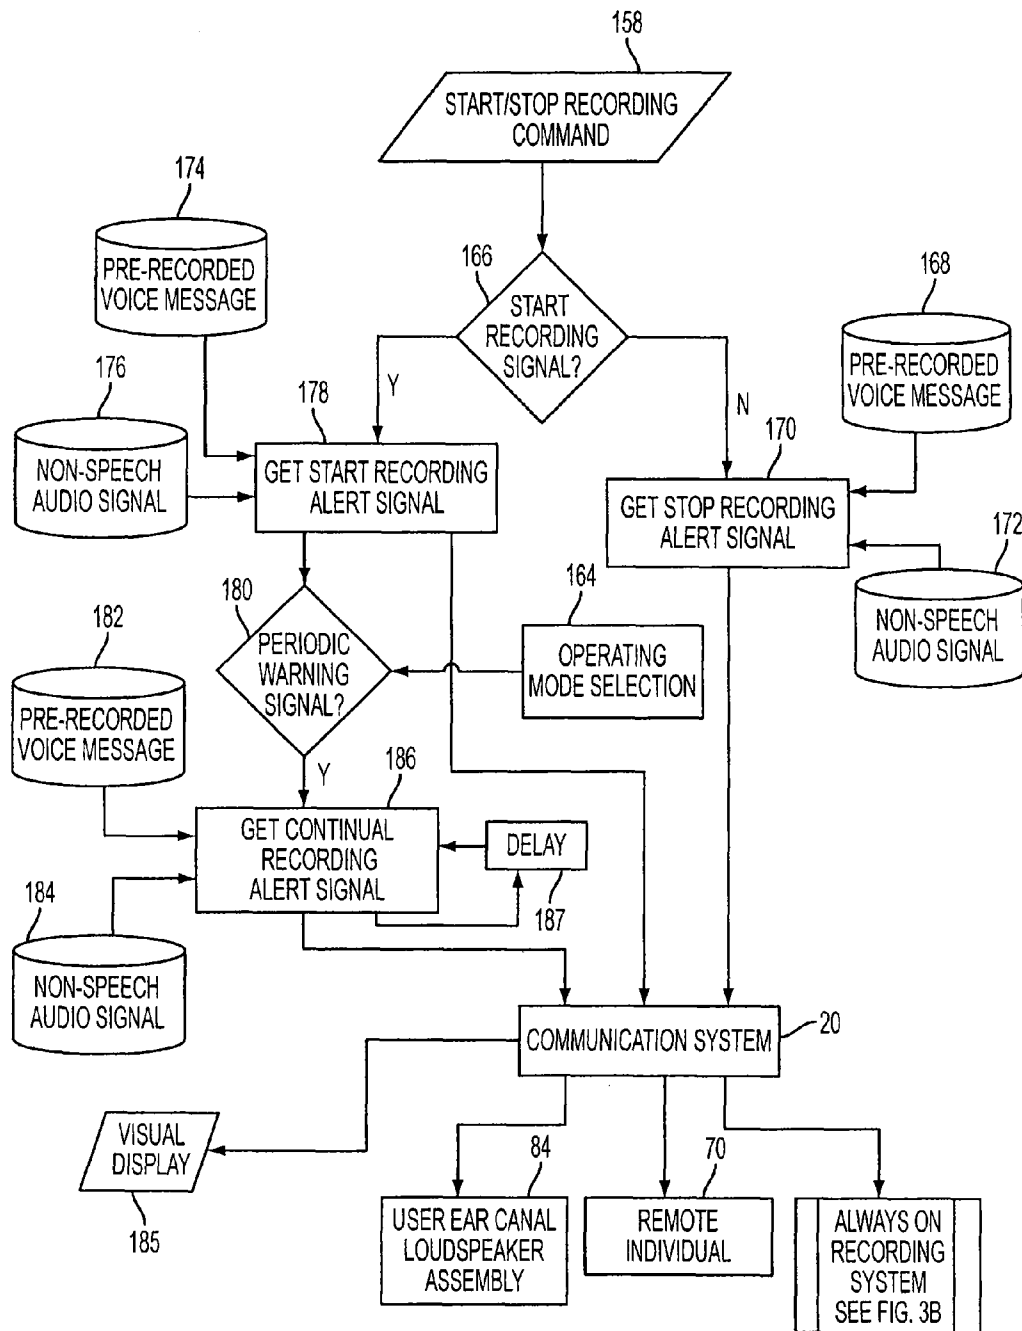 158
START/STOP RECORDING
COMMAND
174
PRE-RECORDED
VOICE MESSAGE
166
START
RECORDING
SIGNAL?
168
PRE-RECORDED
VOICE MESSAGE
176
NON-SPEECH
AUDIO SIGNAL
178
Y
N
GET START RECORDING
ALERT SIGNAL
170
GET STOP RECORDING
ALERT SIGNAL
172
NON-SPEECH
AUDIO SIGNAL
180
PERIODIC
WARNING
SIGNAL?
164
OPERATING
MODE SELECTION
182
PRE-RECORDED
VOICE MESSAGE
Y
186
GET CONTINUAL
RECORDING
ALERT SIGNAL
DELAY
187
184
NON-SPEECH
AUDIO SIGNAL
COMMUNICATION SYSTEM
20
VISUAL
DISPLAY
185
84
USER EAR CANAL
LOUDSPEAKER
ASSEMBLY
70
REMOTE
INDIVIDUAL
ALWAYS ON
RECORDING
SYSTEM
SEE FIG. 3B